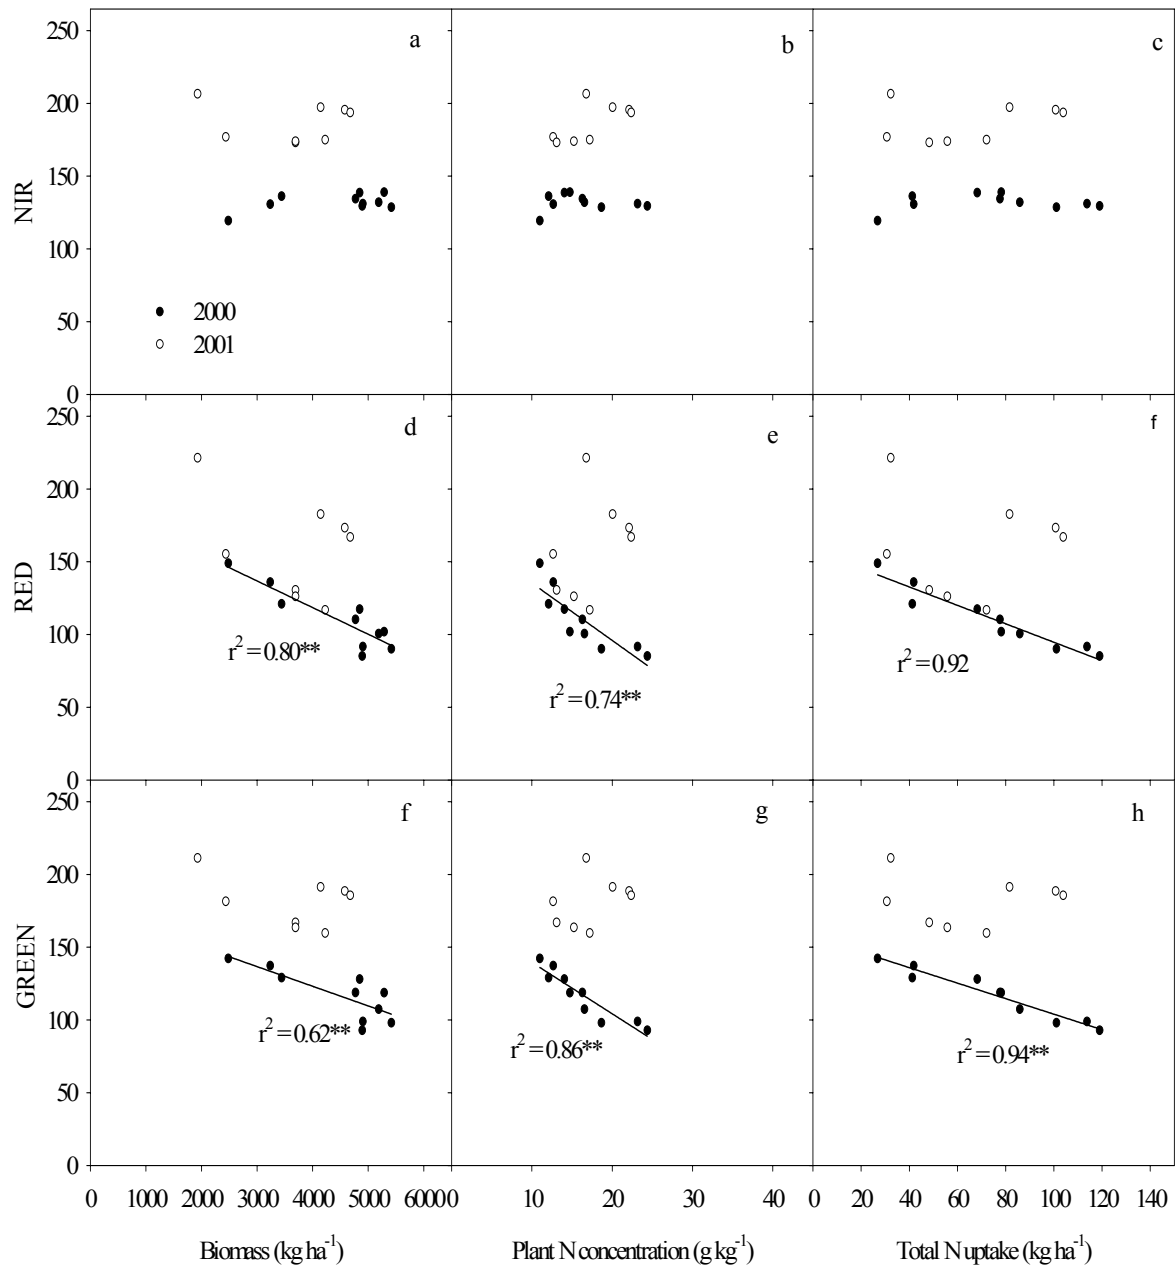 250
a
b
c
200
150
NIR
100
2000
50
2001
0
250
d
e
f
200
150
RED
100
r² = 0.80**
r² = 0.74**
r² = 0.92
50
0
250
f
g
h
200
150
GREEN
100
r² = 0.62**
r² = 0.86**
r² = 0.94**
50
0
0 1000 2000 3000 4000 5000 6000 0 10 20 30 40 0 20 40 60 80 100 120 140
Biomass (kg ha⁻¹)
Plant N concentration (g kg⁻¹)
Total N uptake (kg ha⁻¹)